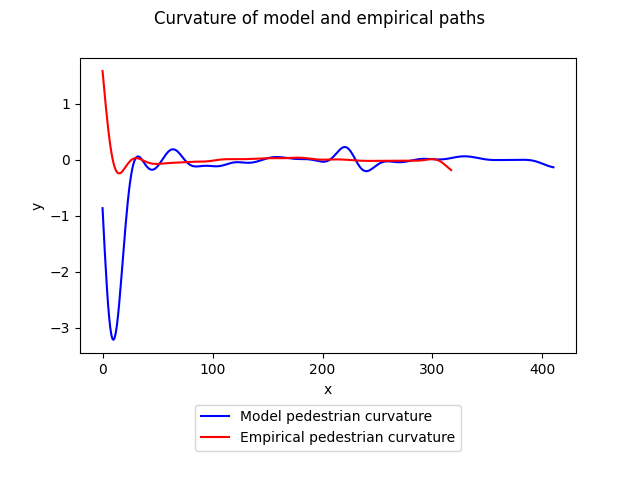 Curvature of model and empirical paths
1
0
−1
−2
−3
y
0 100 200 300 400
x
Model pedestrian curvature
Empirical pedestrian curvature